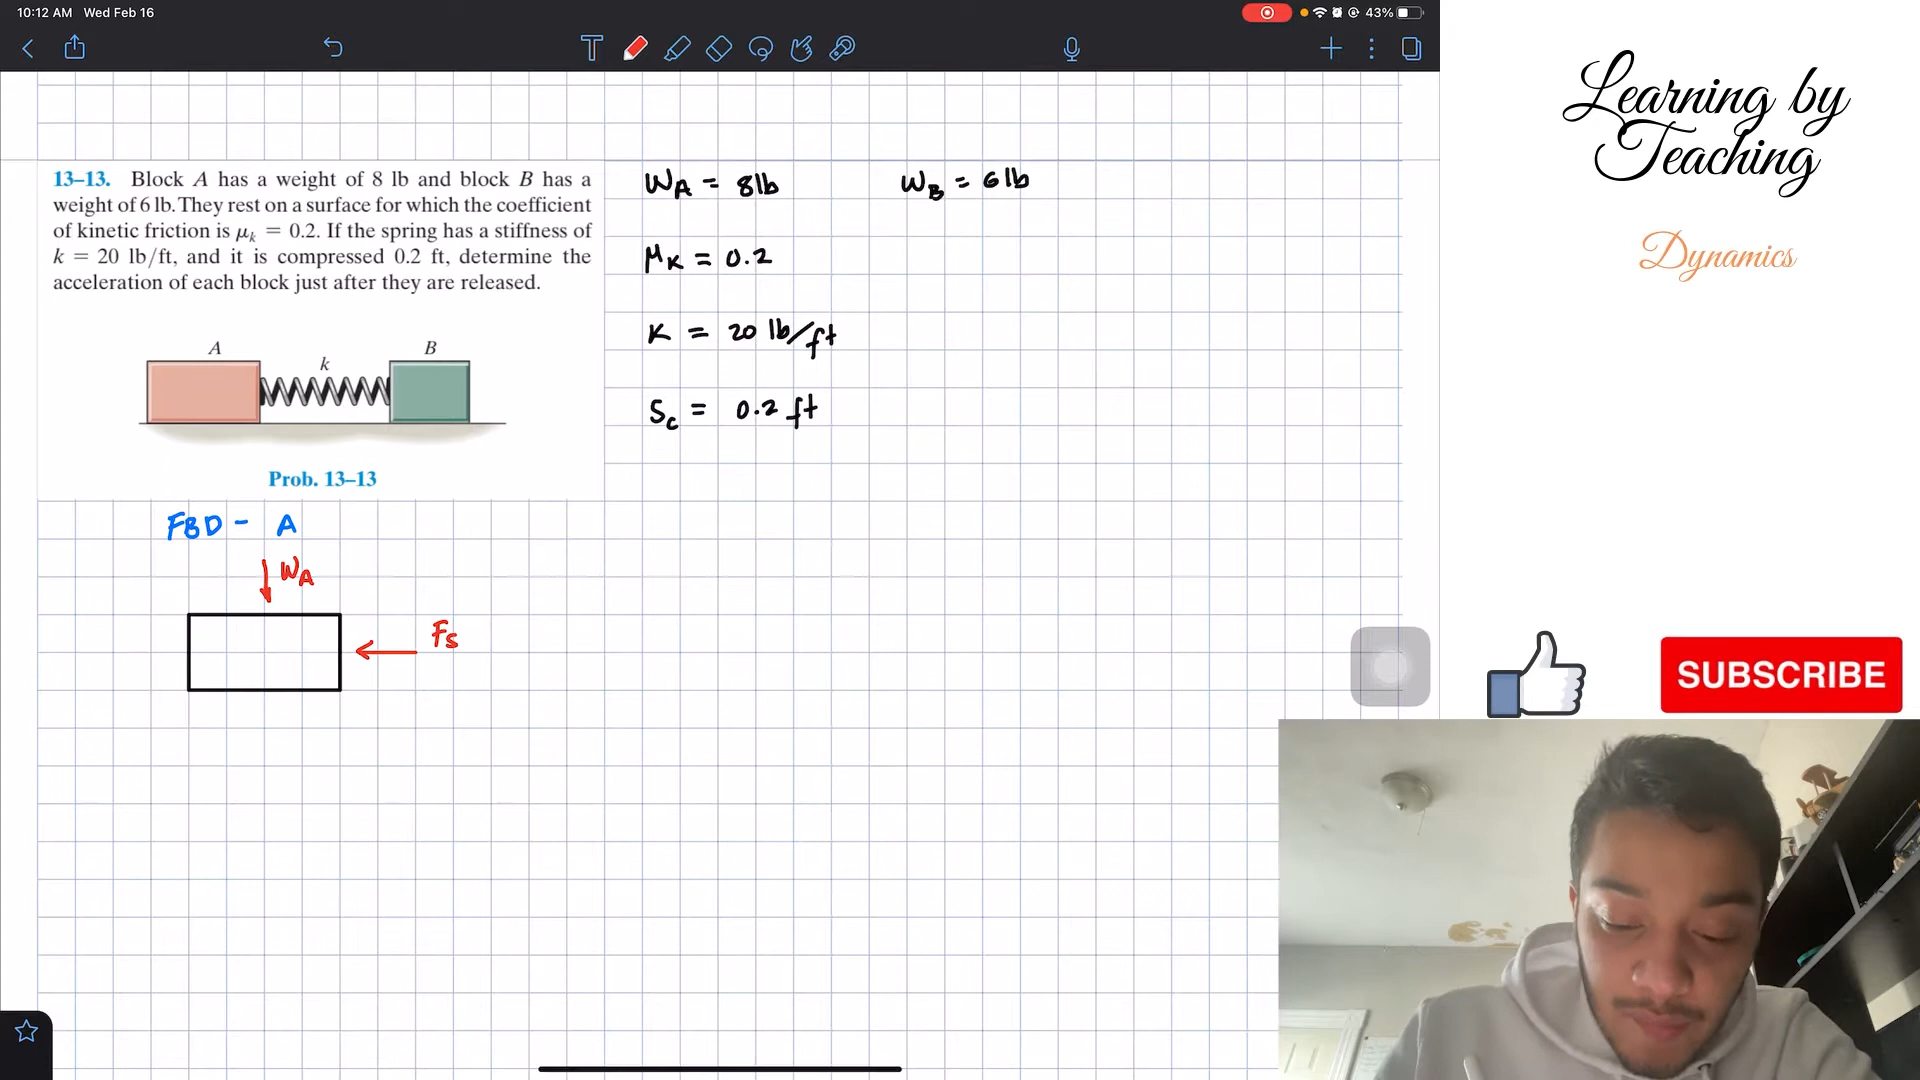 10:12 AM Wed Feb 16
43%
T
Learning by
Teaching
Dynamics
13–13. Block A has a weight of 8 lb and block B has a
weight of 6 lb. They rest on a surface for which the coefficient
of kinetic friction is μk = 0.2. If the spring has a stiffness of
k = 20 lb/ft, and it is compressed 0.2 ft, determine the
acceleration of each block just after they are released.
A
k
B
Prob. 13–13
WA = 8lb
WB = 6lb
μK = 0.2
K = 20 lb/ft
Sc = 0.2 ft
FBD - A
WA
Fs
SUBSCRIBE